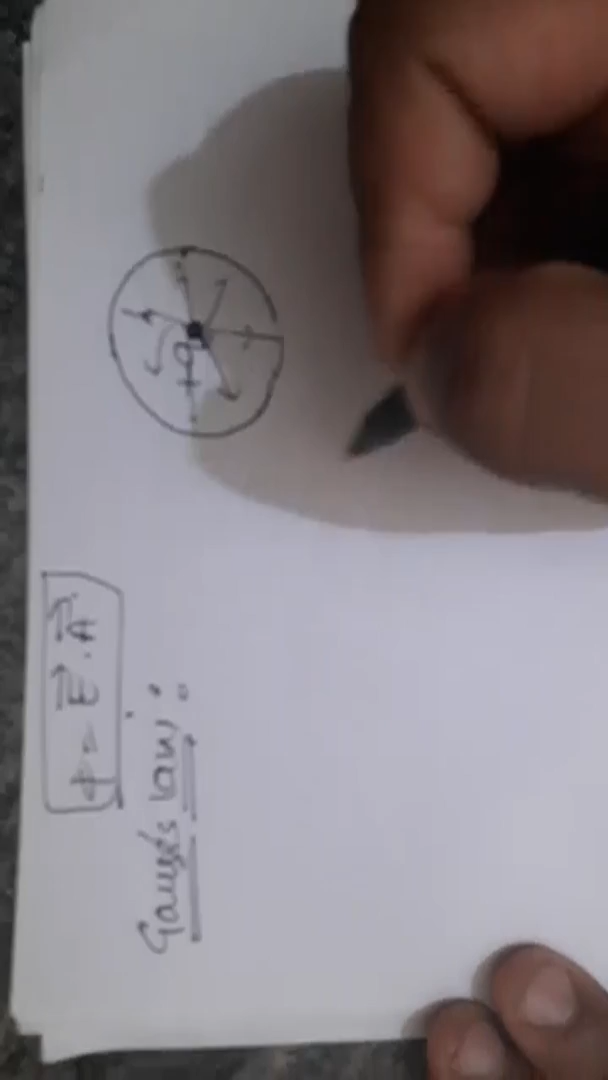 φ = E⃗ . A⃗
Gauss's law :
+q